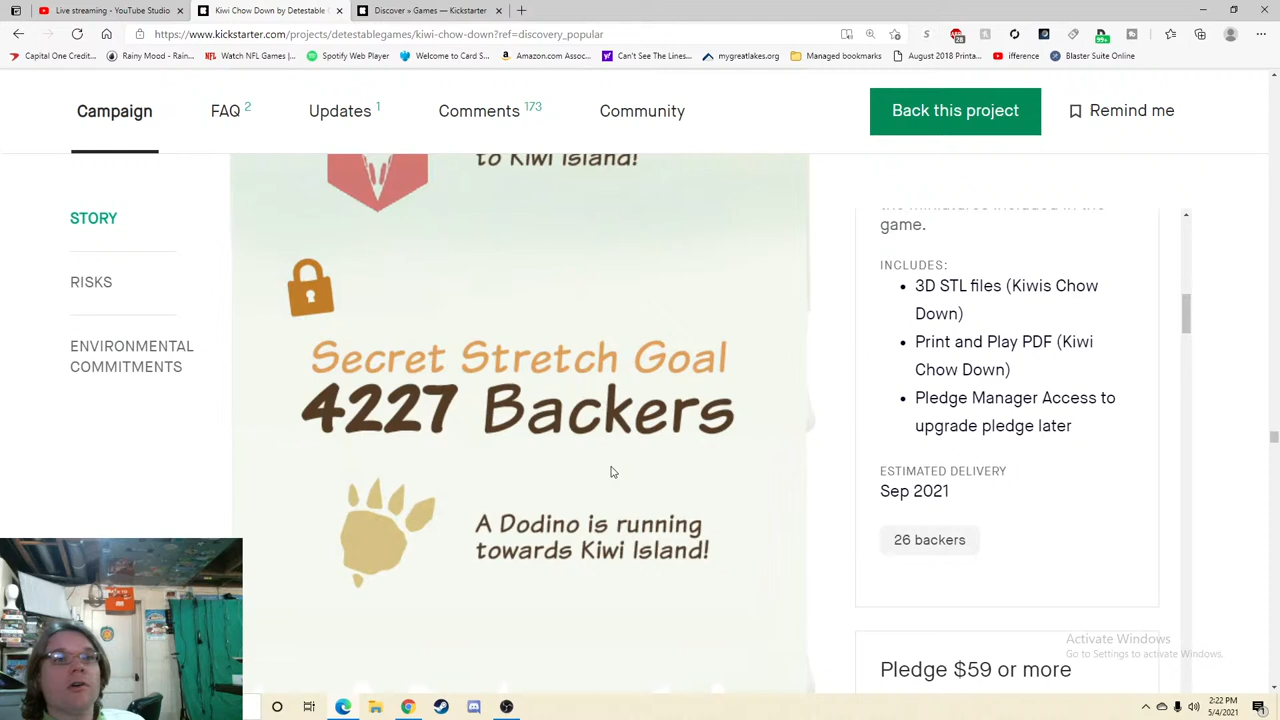 Live streaming - YouTube Studio
Kiwi Chow Down by Detestable G
Discover » Games — Kickstarter
https://www.kickstarter.com/projects/detestablegames/kiwi-chow-down?ref=discovery_popular
Capital One Credit...
Rainy Mood - Rain...
Watch NFL Games |...
Spotify Web Player
Welcome to Card S...
Amazon.com Assoc...
Can't See The Lines...
mygreatlakes.org
Managed bookmarks
August 2018 Printa...
ifference
Blaster Suite Online
Campaign
FAQ 2
Updates 1
Comments 173
Community
Back this project
Remind me
STORY
RISKS
ENVIRONMENTAL
COMMITMENTS
to Kiwi Island!
Secret Stretch Goal
4227 Backers
A Dodino is running
towards Kiwi Island!
the miniatures included in the
game.
INCLUDES:
• 3D STL files (Kiwis Chow
Down)
• Print and Play PDF (Kiwi
Chow Down)
• Pledge Manager Access to
upgrade pledge later
ESTIMATED DELIVERY
Sep 2021
26 backers
Pledge $59 or more
Activate Windows
Go to Settings to activate Windows.
2:22 PM
5/4/2021